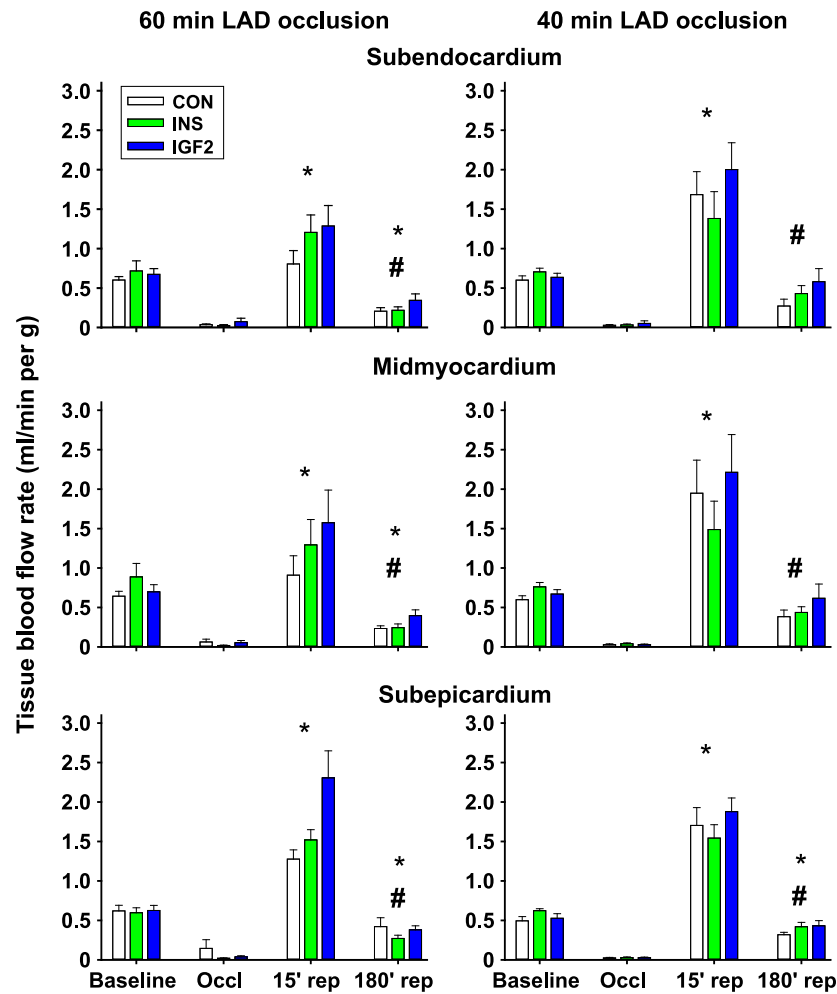 60 min LAD occlusion 40 min LAD occlusion
Subendocardium
3.0 3.0
CON
INS
IGF2
2.5 2.5
2.0 2.0
1.5 1.5
1.0 1.0
0.5 0.5
0 0
* * # * #
Midmyocardium
3.0 3.0
2.5 2.5
2.0 2.0
1.5 1.5
1.0 1.0
0.5 0.5
0 0
* * # * #
Subepicardium
3.0 3.0
2.5 2.5
2.0 2.0
1.5 1.5
1.0 1.0
0.5 0.5
0 0
* * # * * #
Baseline Occl 15' rep 180' rep Baseline Occl 15' rep 180' rep
Tissue blood flow rate (ml/min per g)